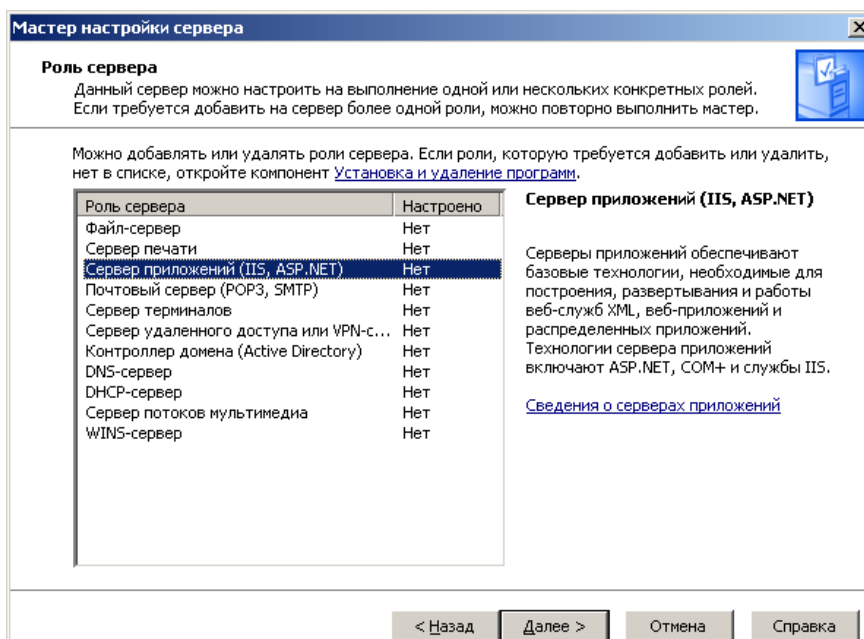 Мастер настройки сервера
Роль сервера
Данный сервер можно настроить на выполнение одной или нескольких конкретных ролей.
Если требуется добавить на сервер более одной роли, можно повторно выполнить мастер.
Можно добавлять или удалять роли сервера. Если роли, которую требуется добавить или удалить,
нет в списке, откройте компонент Установка и удаление программ.
Роль сервера Настроено
Файл-сервер Нет
Сервер печати Нет
Сервер приложений (IIS, ASP.NET) Нет
Почтовый сервер (POP3, SMTP) Нет
Сервер терминалов Нет
Сервер удаленного доступа или VPN-с... Нет
Контроллер домена (Active Directory) Нет
DNS-сервер Нет
DHCP-сервер Нет
Сервер потоков мультимедиа Нет
WINS-сервер Нет
Сервер приложений (IIS, ASP.NET)
Серверы приложений обеспечивают
базовые технологии, необходимые для
построения, развертывания и работы
веб-служб XML, веб-приложений и
распределенных приложений.
Технологии сервера приложений
включают ASP.NET, COM+ и службы IIS.
Сведения о серверах приложений
< Назад Далее > Отмена Справка